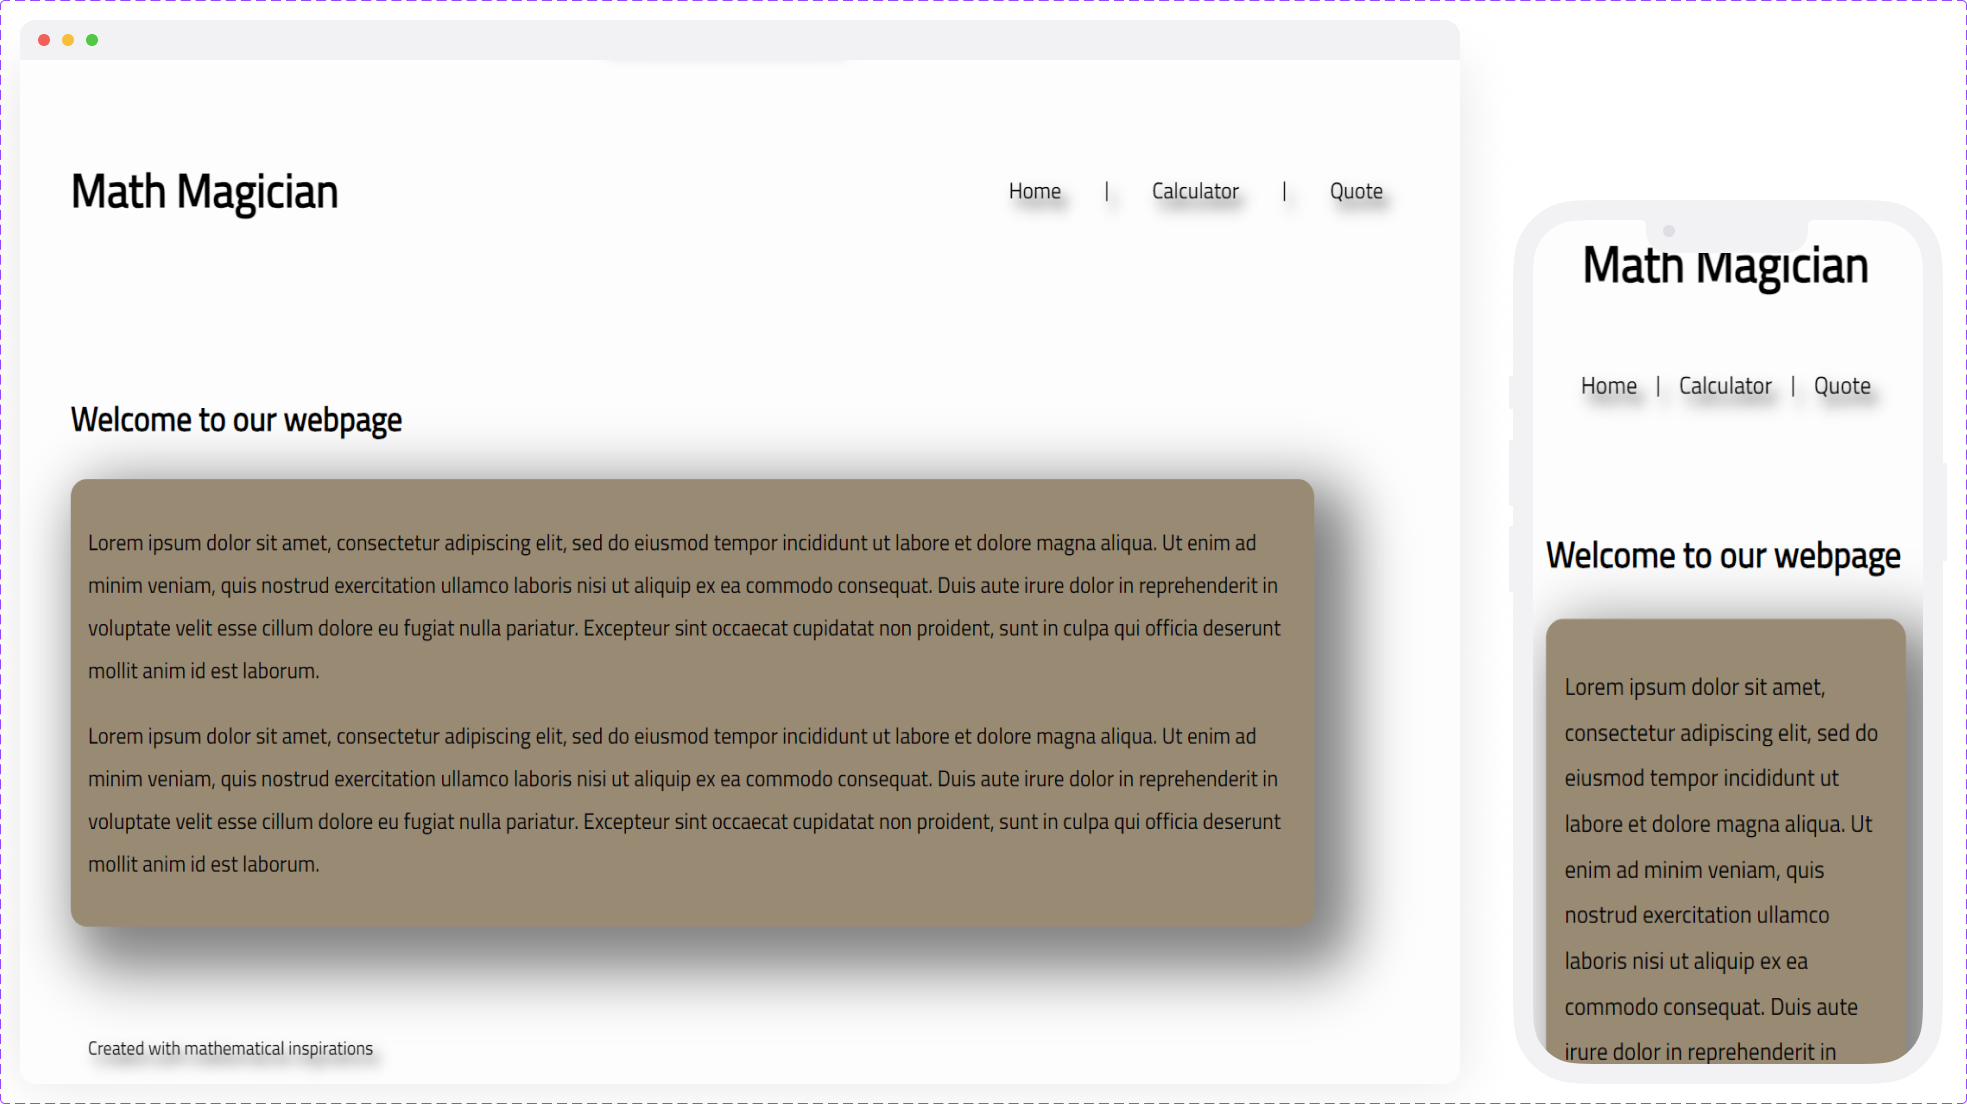 Math Magician
Home | Calculator | Quote
Welcome to our webpage
Lorem ipsum dolor sit amet, consectetur adipiscing elit, sed do eiusmod tempor incididunt ut labore et dolore magna aliqua. Ut enim ad
minim veniam, quis nostrud exercitation ullamco laboris nisi ut aliquip ex ea commodo consequat. Duis aute irure dolor in reprehenderit in
voluptate velit esse cillum dolore eu fugiat nulla pariatur. Excepteur sint occaecat cupidatat non proident, sunt in culpa qui officia deserunt
mollit anim id est laborum.
Lorem ipsum dolor sit amet, consectetur adipiscing elit, sed do eiusmod tempor incididunt ut labore et dolore magna aliqua. Ut enim ad
minim veniam, quis nostrud exercitation ullamco laboris nisi ut aliquip ex ea commodo consequat. Duis aute irure dolor in reprehenderit in
voluptate velit esse cillum dolore eu fugiat nulla pariatur. Excepteur sint occaecat cupidatat non proident, sunt in culpa qui officia deserunt
mollit anim id est laborum.
Created with mathematical inspirations
Math Magician
Home | Calculator | Quote
Welcome to our webpage
Lorem ipsum dolor sit amet,
consectetur adipiscing elit, sed do
eiusmod tempor incididunt ut
labore et dolore magna aliqua. Ut
enim ad minim veniam, quis
nostrud exercitation ullamco
laboris nisi ut aliquip ex ea
commodo consequat. Duis aute
irure dolor in reprehenderit in